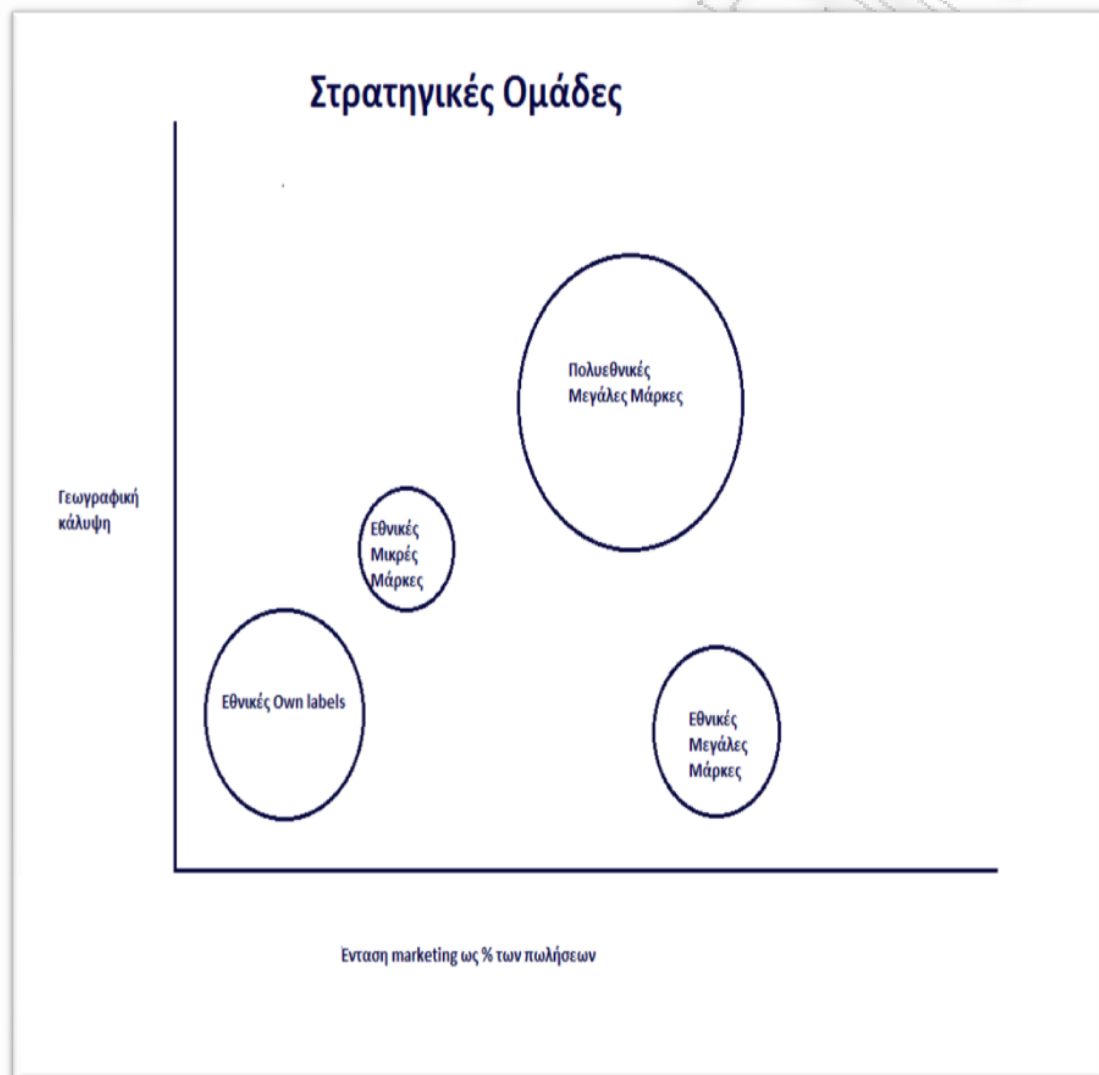 Στρατηγικές Ομάδες
Πολυεθνικές
Μεγάλες Μάρκες
Γεωγραφική
κάλυψη
Εθνικές
Μικρές
Μάρκες
Εθνικές Own labels
Εθνικές
Μεγάλες
Μάρκες
Ένταση marketing ως % των πωλήσεων